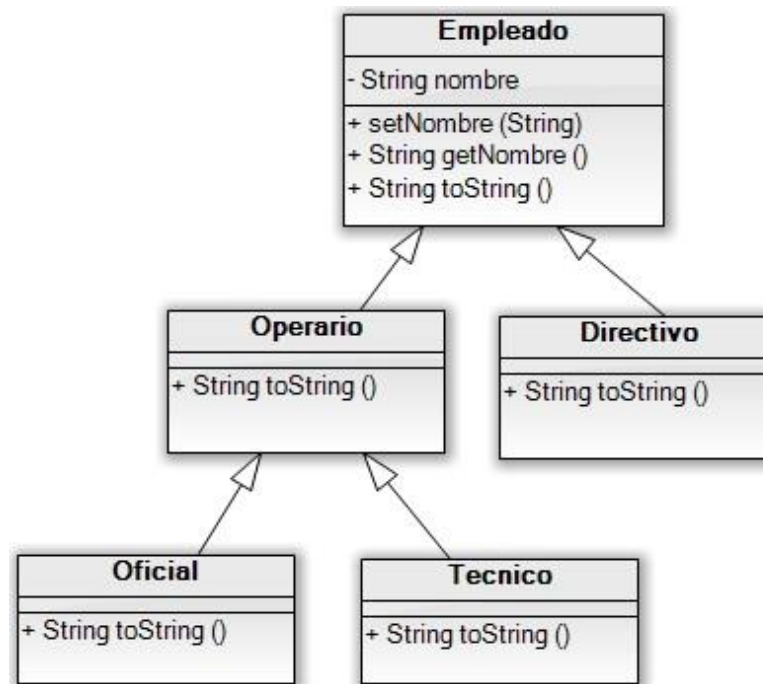 Empleado
- String nombre
+ setNombre (String)
+ String getNombre ()
+ String toString ()
Operario
+ String toString ()
Directivo
+ String toString ()
Oficial
+ String toString ()
Tecnico
+ String toString ()